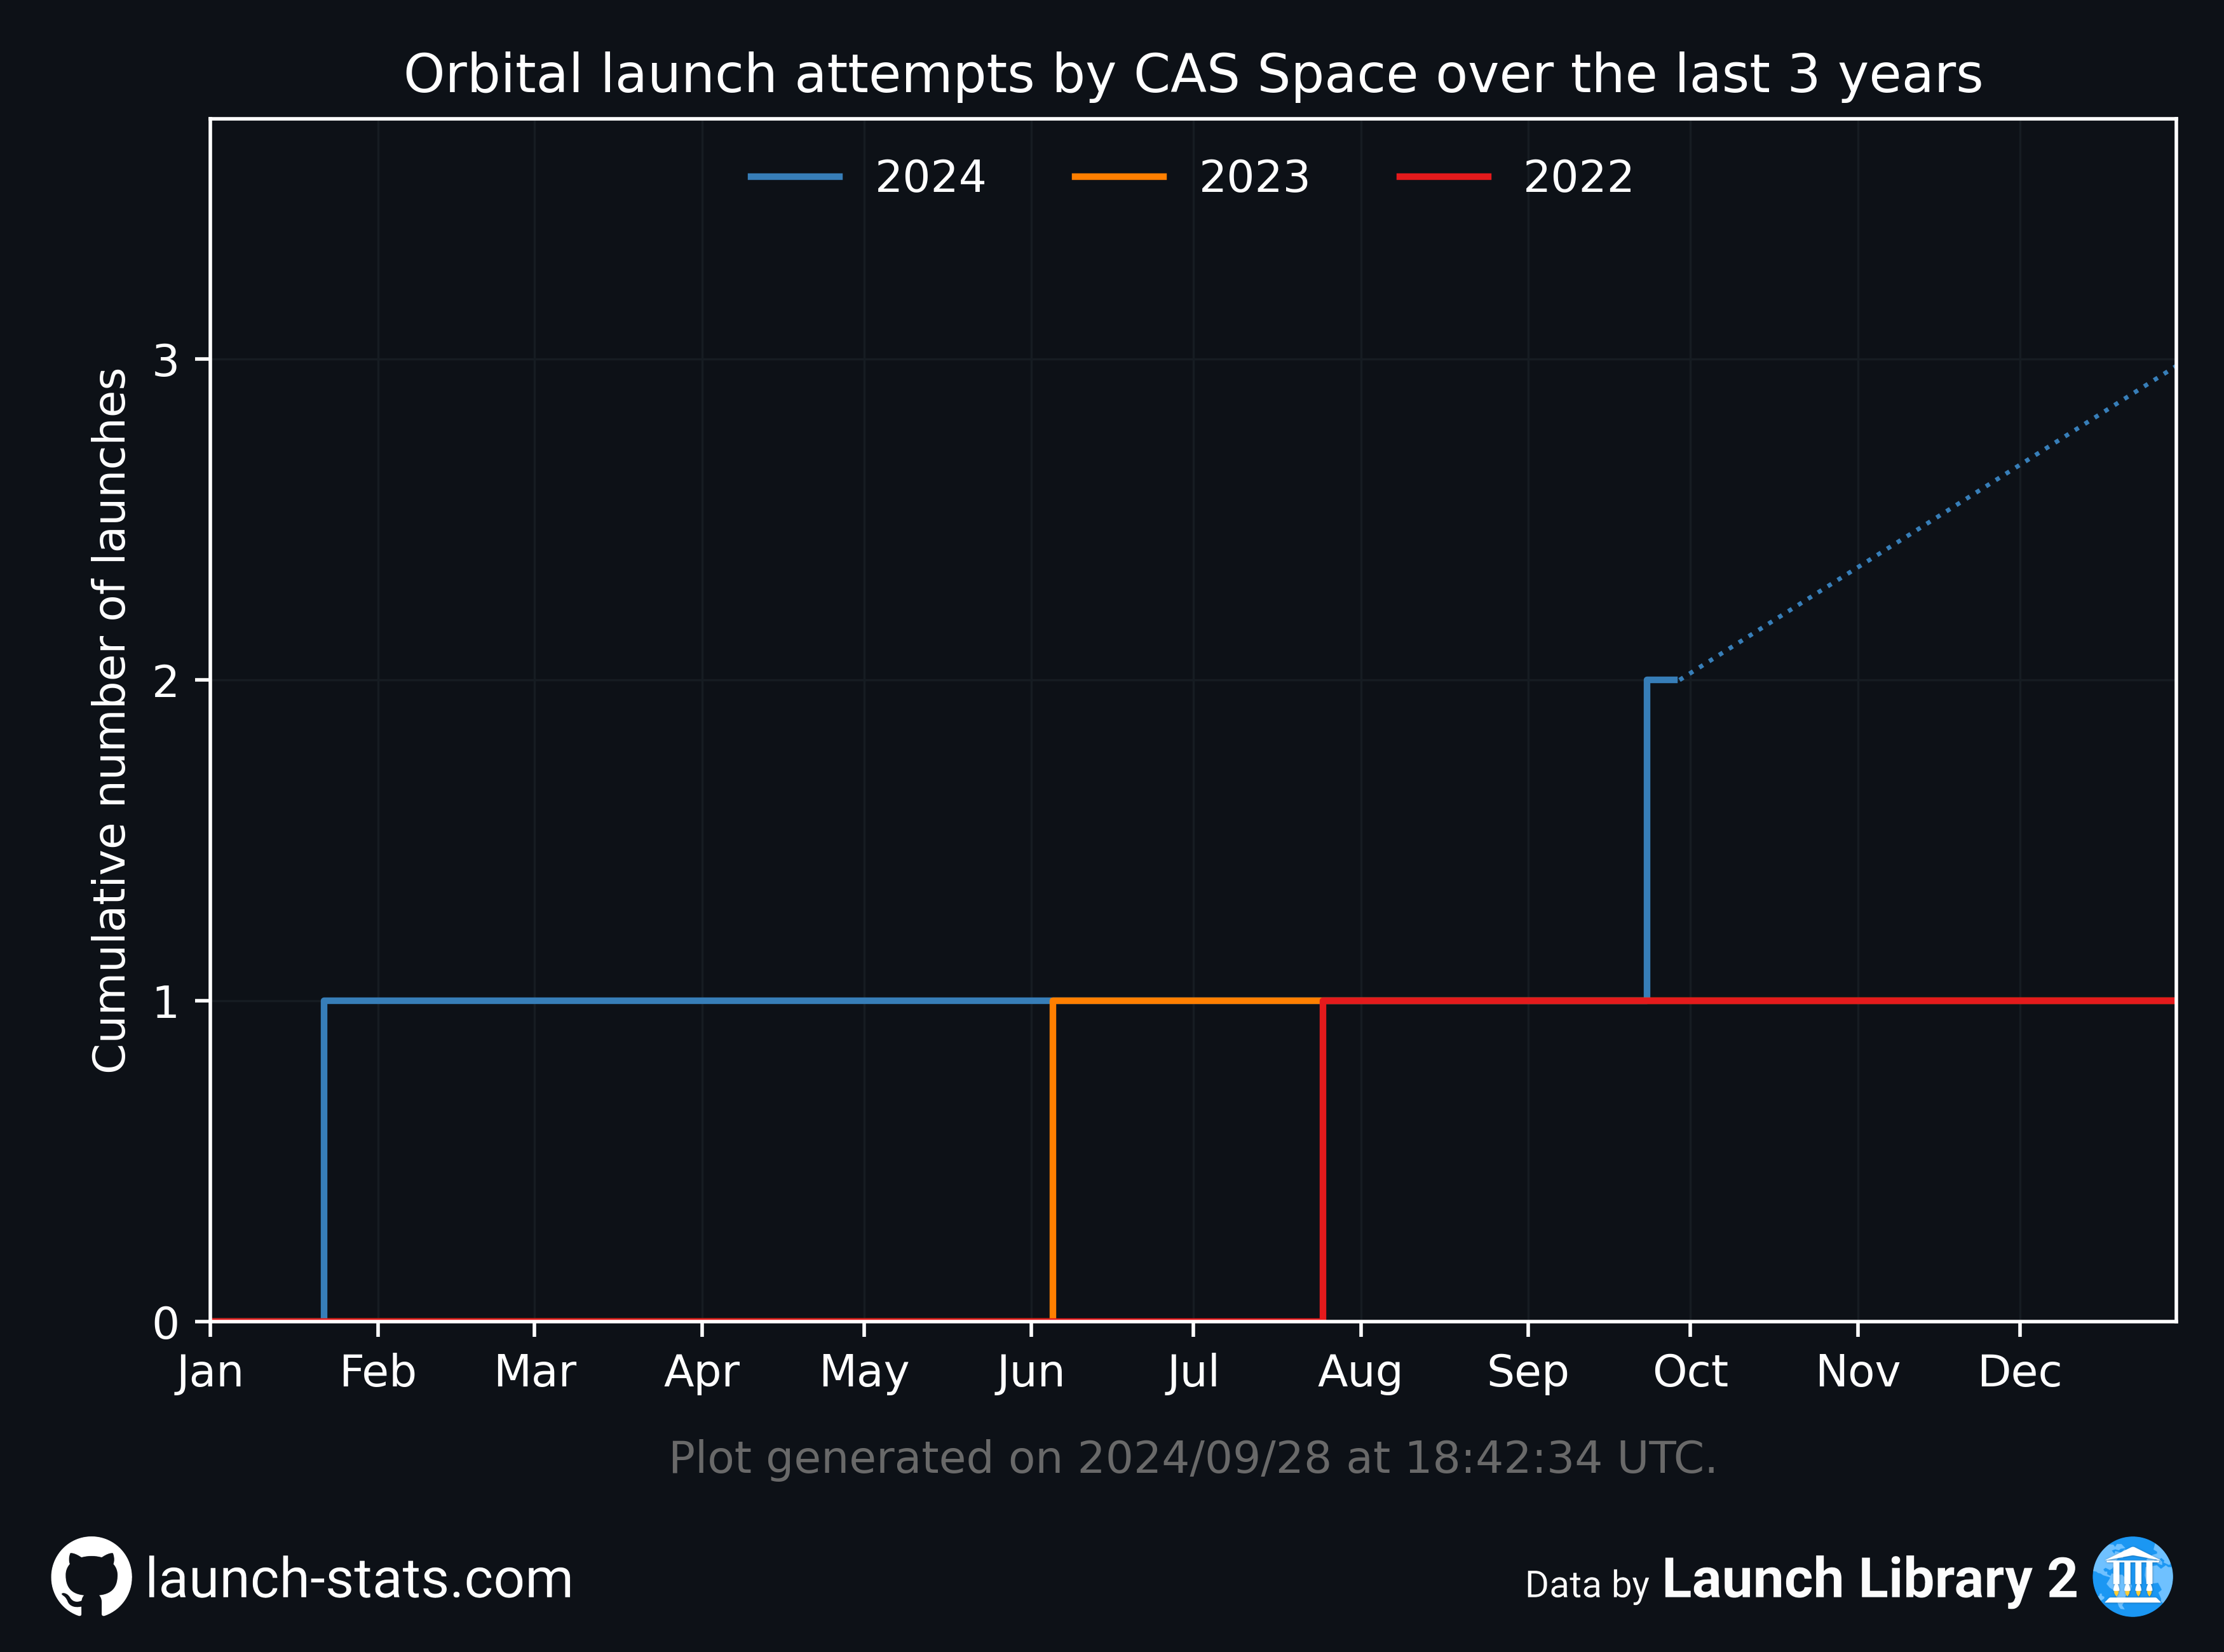 Orbital launch attempts by CAS Space over the last 3 years
2024 2023 2022
Cumulative number of launches
3
2
1
0
Jan Feb Mar Apr May Jun Jul Aug Sep Oct Nov Dec
Plot generated on 2024/09/28 at 18:42:34 UTC.
launch-stats.com
Data by Launch Library 2